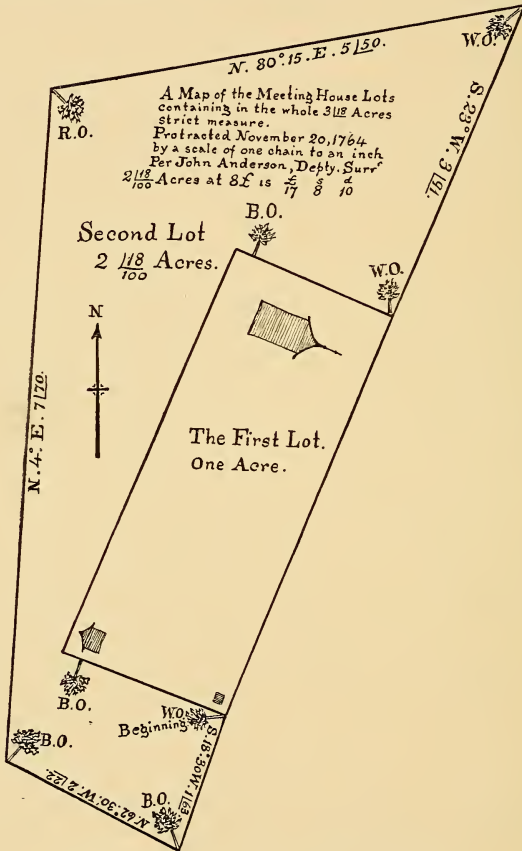 N. 80°.15. E. 5|50.
W.O.
R.O.
A Map of the Meeting House Lots
containing in the whole 3|18 Acres
strict measure.
Protracted November 20, 1764
by a scale of one chain to an inch
Per John Anderson, Depty. Surr
2|18/100 Acres at 8£ is £ 17 s 8 d 10
S. 23° W. 3|91.
B.O.
Second Lot
2 |18/100 Acres.
W.O.
N
N. 4° E. 7|70.
The First Lot.
One Acre.
B.O.
W.O.
Beginning
S. 18°.30 W. 1|63
B.O.
N. 62°.30. W. 2|22.
B.O.